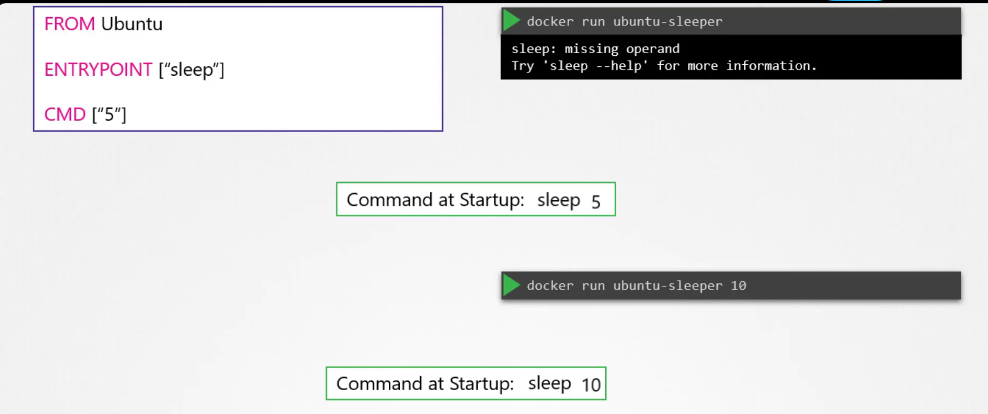 FROM Ubuntu
ENTRYPOINT [“sleep”]
CMD [“5”]
docker run ubuntu-sleeper
sleep: missing operand
Try 'sleep --help' for more information.
Command at Startup: sleep 5
docker run ubuntu-sleeper 10
Command at Startup: sleep 10